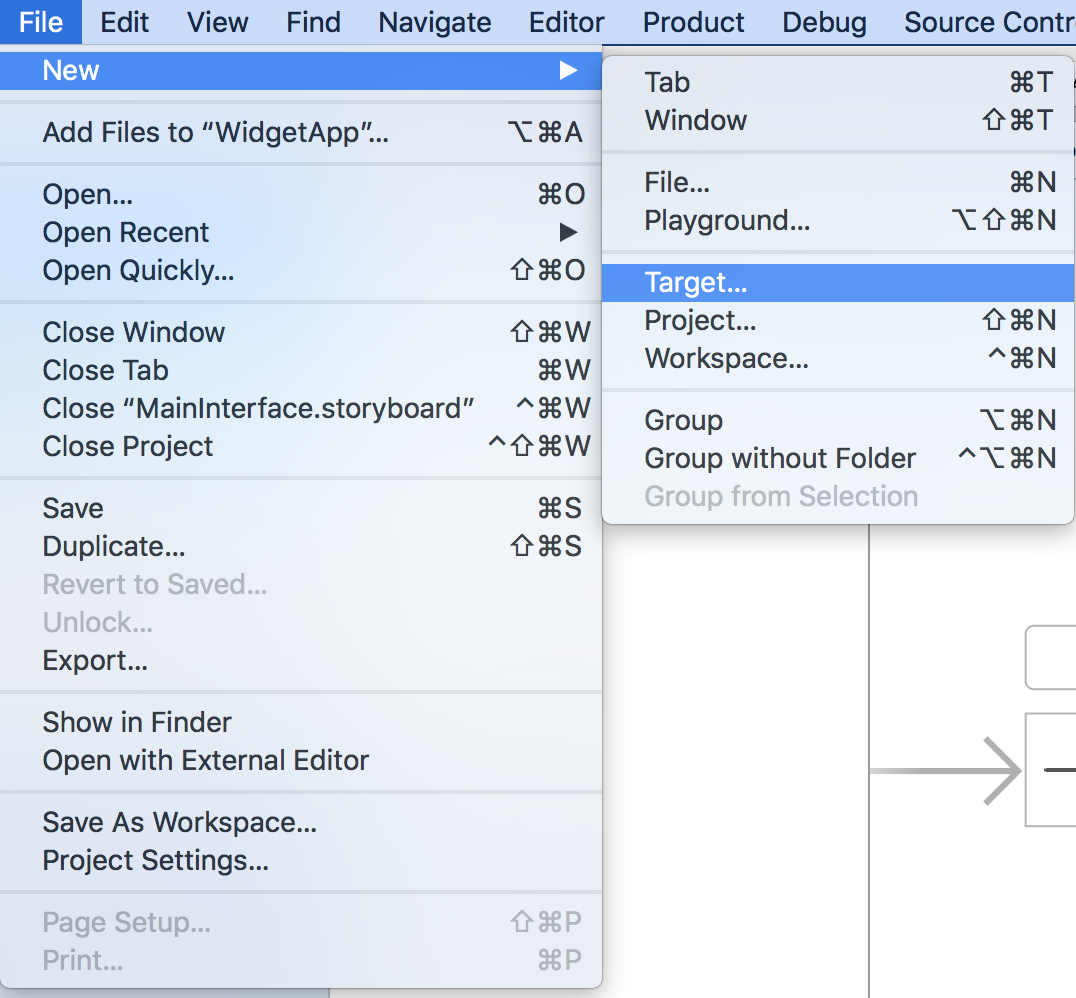 File Edit View Find Navigate Editor Product Debug Source Contr
New ▶
Add Files to “WidgetApp”... ⌥⌘A
Open... ⌘O
Open Recent ▶
Open Quickly... ⇧⌘O
Close Window ⇧⌘W
Close Tab ⌘W
Close “MainInterface.storyboard” ^⌘W
Close Project ^⇧⌘W
Save ⌘S
Duplicate... ⇧⌘S
Revert to Saved...
Unlock...
Export...
Show in Finder
Open with External Editor
Save As Workspace...
Project Settings...
Page Setup... ⇧⌘P
Print... ⌘P
Tab ⌘T
Window ⇧⌘T
File... ⌘N
Playground... ⌥⇧⌘N
Target...
Project... ⇧⌘N
Workspace... ^⌘N
Group ⌥⌘N
Group without Folder ^⌥⌘N
Group from Selection